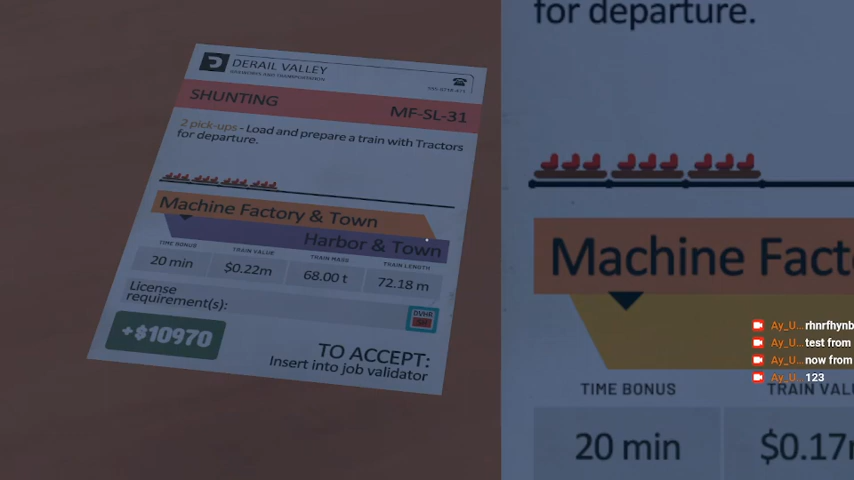 DERAIL VALLEY
SHUNTING
MF-SL-31
2 pick-ups - Load and prepare a train with Tractors
for departure.
Machine Factory & Town
Harbor & Town
TIME BONUS
TRAIN VALUE
TRAIN MASS
TRAIN LENGTH
20 min
$0.22m
68.00 t
72.18 m
License
requirement(s):
+$10970
TO ACCEPT:
Insert into job validator
for departure.
Machine Facto
TIME BONUS
TRAIN VALU
20 min
$0.17m
Ay_U... rhnrfhynb
Ay_U... test from
Ay_U... now from
Ay_U... 123